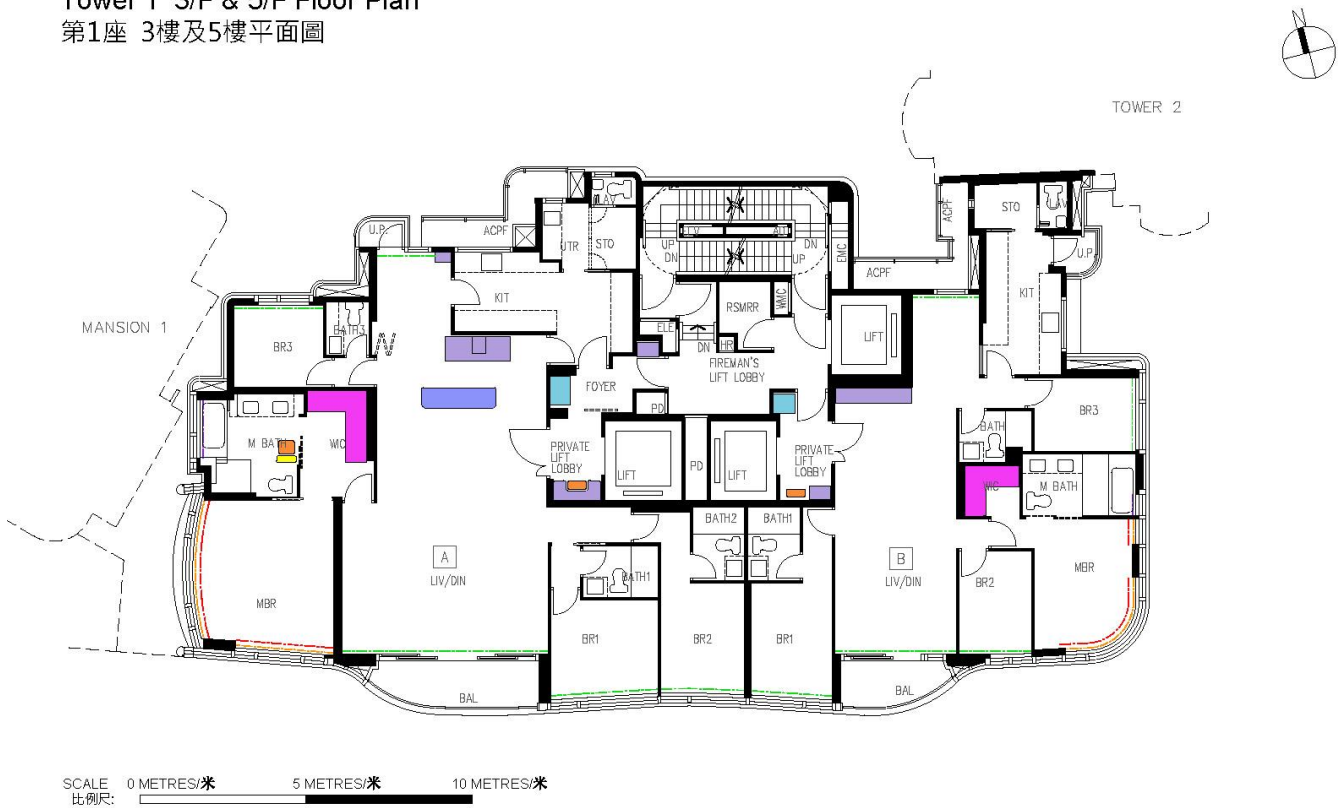 Tower 1 3/F & 5/F Floor Plan
第1座 3樓及5樓平面圖
N
TOWER 2
MANSION 1
U.P.
ACPF
LAV
UTR
STO
UP
DN
ALI
DN
UP
EMC
ACPF
ACPF
STO
LAV
U.P.
KIT
KIT
BR3
BATH3
ELE
DN
RSMRR
HR
WMC
LIFT
FIREMAN'S
LIFT LOBBY
FOYER
PD
M BATH
WIC
PRIVATE
LIFT
LOBBY
LIFT
PD
LIFT
PRIVATE
LIFT
LOBBY
BATH
BR3
WIC
M BATH
A
LIV/DIN
MBR
BATH1
BR1
BATH2
BR2
BATH1
BR1
B
LIV/DIN
BR2
MBR
BAL
BAL
SCALE 0 METRES/米 5 METRES/米 10 METRES/米
比例尺: